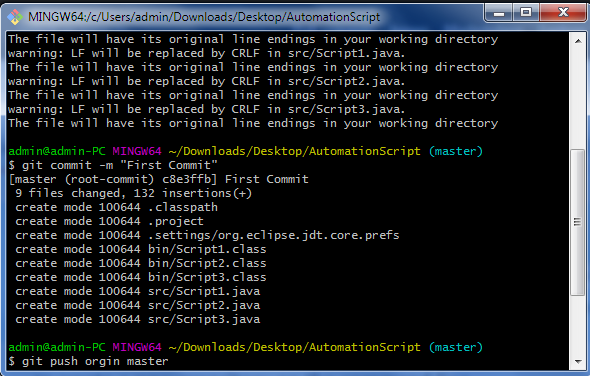 MINGW64:/c/Users/admin/Downloads/Desktop/AutomationScript
The file will have its original line endings in your working directory
warning: LF will be replaced by CRLF in src/Script1.java.
The file will have its original line endings in your working directory
warning: LF will be replaced by CRLF in src/Script2.java.
The file will have its original line endings in your working directory
warning: LF will be replaced by CRLF in src/Script3.java.
The file will have its original line endings in your working directory
admin@admin-PC MINGW64 ~/Downloads/Desktop/AutomationScript (master)
$ git commit -m "First Commit"
[master (root-commit) c8e3ffb] First Commit
 9 files changed, 132 insertions(+)
 create mode 100644 .classpath
 create mode 100644 .project
 create mode 100644 .settings/org.eclipse.jdt.core.prefs
 create mode 100644 bin/Script1.class
 create mode 100644 bin/Script2.class
 create mode 100644 bin/Script3.class
 create mode 100644 src/Script1.java
 create mode 100644 src/Script2.java
 create mode 100644 src/Script3.java
admin@admin-PC MINGW64 ~/Downloads/Desktop/AutomationScript (master)
$ git push orgin master